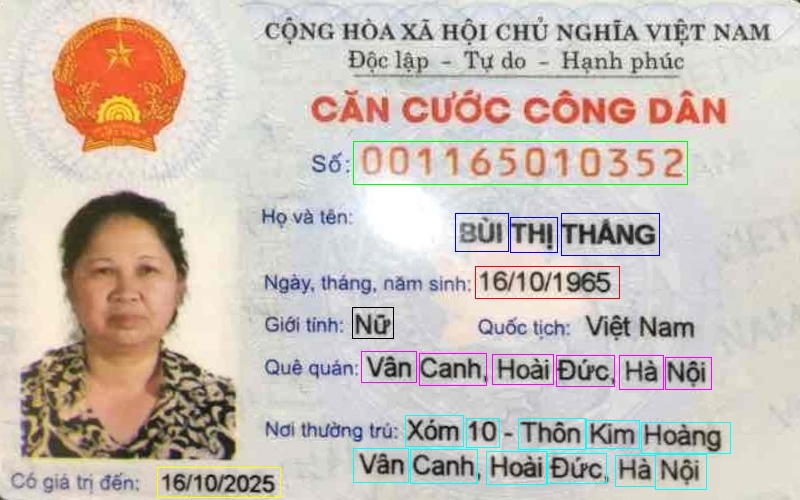 CỘNG HÒA XÃ HỘI CHỦ NGHĨA VIỆT NAM
Độc lập - Tự do - Hạnh phúc
CĂN CƯỚC CÔNG DÂN
Số: 001165010352
Họ và tên: BÙI THỊ THẮNG
Ngày, tháng, năm sinh: 16/10/1965
Giới tính: Nữ Quốc tịch: Việt Nam
Quê quán: Vân Canh, Hoài Đức, Hà Nội
Nơi thường trú: Xóm 10 - Thôn Kim Hoàng
Vân Canh, Hoài Đức, Hà Nội
Có giá trị đến: 16/10/2025